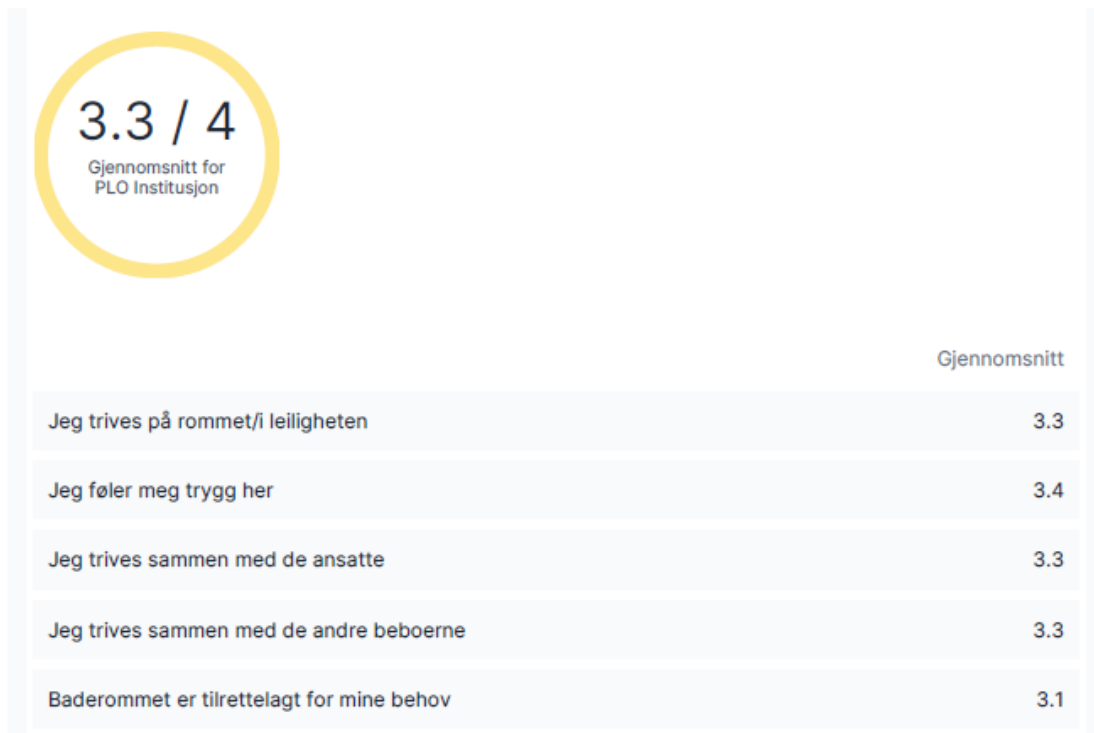 3.3 / 4
Gjennomsnitt for
PLO Institusjon
Gjennomsnitt
Jeg trives på rommet/i leiligheten 3.3
Jeg føler meg trygg her 3.4
Jeg trives sammen med de ansatte 3.3
Jeg trives sammen med de andre beboerne 3.3
Baderommet er tilrettelagt for mine behov 3.1